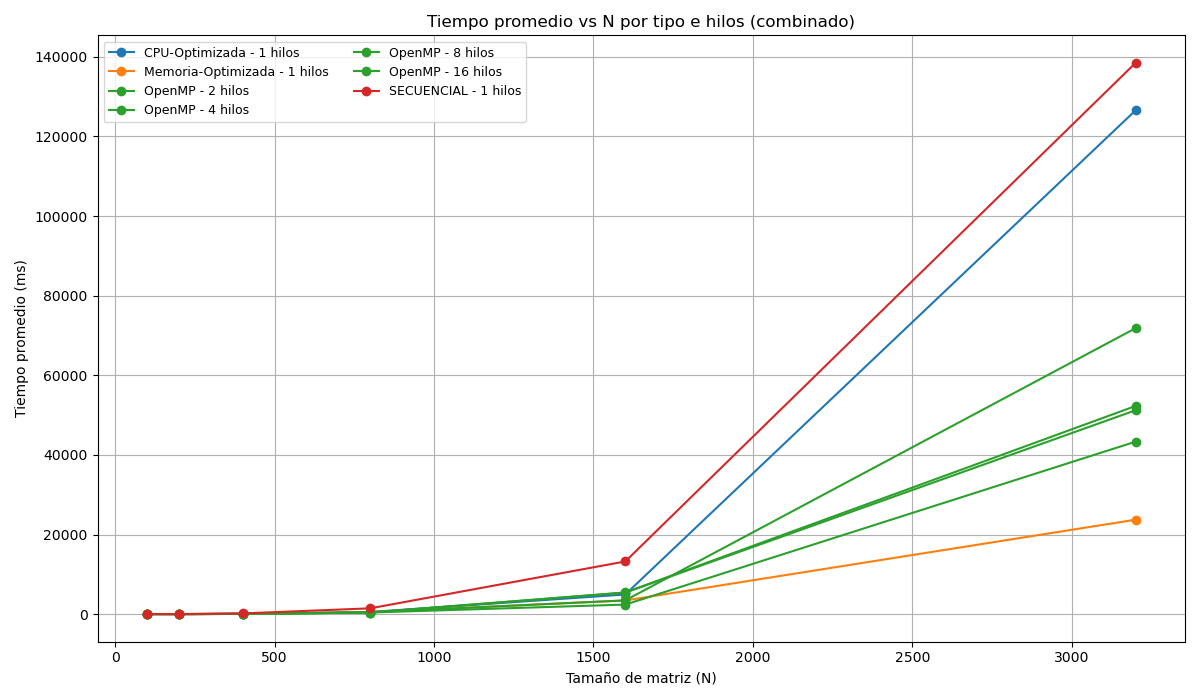 Tiempo promedio vs N por tipo e hilos (combinado)
CPU-Optimizada - 1 hilos
Memoria-Optimizada - 1 hilos
OpenMP - 2 hilos
OpenMP - 4 hilos
OpenMP - 8 hilos
OpenMP - 16 hilos
SECUENCIAL - 1 hilos
Tiempo promedio (ms)
140000
120000
100000
80000
60000
40000
20000
0
0
500
1000
1500
2000
2500
3000
Tamaño de matriz (N)